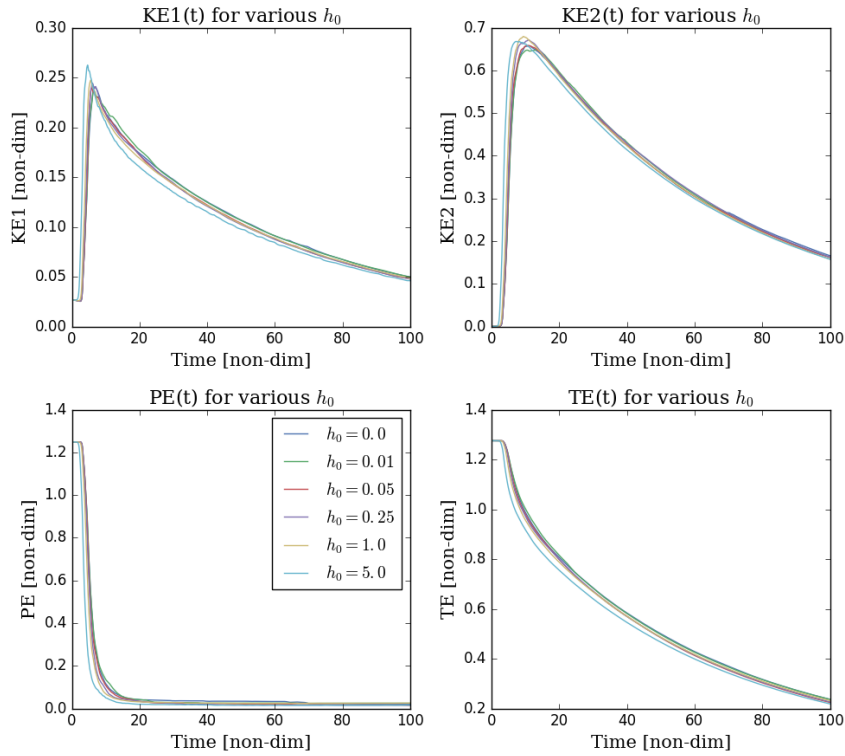 KE1(t) for various h₀
KE1 [non-dim]
0.30
0.25
0.20
0.15
0.10
0.05
0.00
0 20 40 60 80 100
Time [non-dim]
KE2(t) for various h₀
KE2 [non-dim]
0.7
0.6
0.5
0.4
0.3
0.2
0.1
0.0
0 20 40 60 80 100
Time [non-dim]
PE(t) for various h₀
PE [non-dim]
1.4
1.2
1.0
0.8
0.6
0.4
0.2
0.0
h₀ = 0.0
h₀ = 0.01
h₀ = 0.05
h₀ = 0.25
h₀ = 1.0
h₀ = 5.0
0 20 40 60 80 100
Time [non-dim]
TE(t) for various h₀
TE [non-dim]
1.4
1.2
1.0
0.8
0.6
0.4
0.2
0 20 40 60 80 100
Time [non-dim]